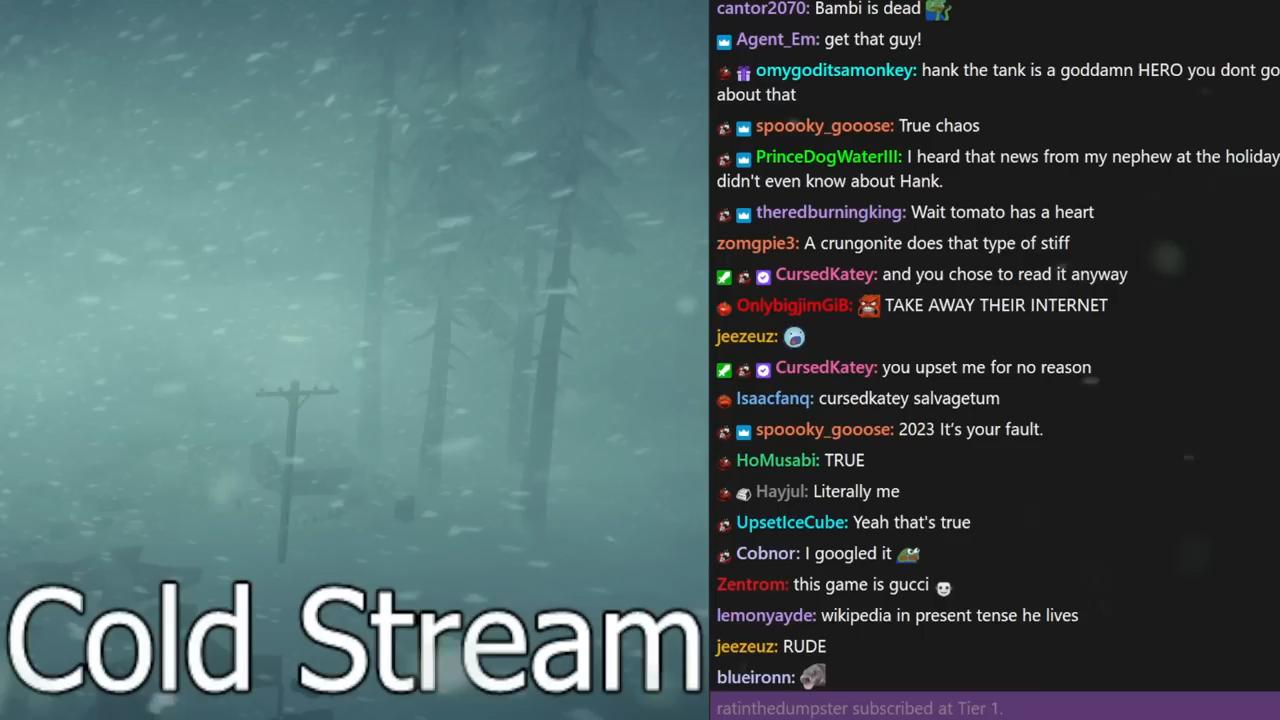 cantor2070: Bambi is dead
Agent_Em: get that guy!
omygoditsamonkey: hank the tank is a goddamn HERO you dont go
about that
spoooky_gooose: True chaos
PrinceDogWaterIII: I heard that news from my nephew at the holiday
didn't even know about Hank.
theredburningking: Wait tomato has a heart
zomgpie3: A crungonite does that type of stiff
CursedKatey: and you chose to read it anyway
OnlybigjimGiB: TAKE AWAY THEIR INTERNET
jeezeuz:
CursedKatey: you upset me for no reason
Isaacfanq: cursedkatey salvagetum
spoooky_gooose: 2023 It’s your fault.
HoMusabi: TRUE
Hayjul: Literally me
UpsetIceCube: Yeah that's true
Cobnor: I googled it
Zentrom: this game is gucci
lemonyayde: wikipedia in present tense he lives
jeezeuz: RUDE
blueironn:
ratinthedumpster subscribed at Tier 1.
Cold Stream